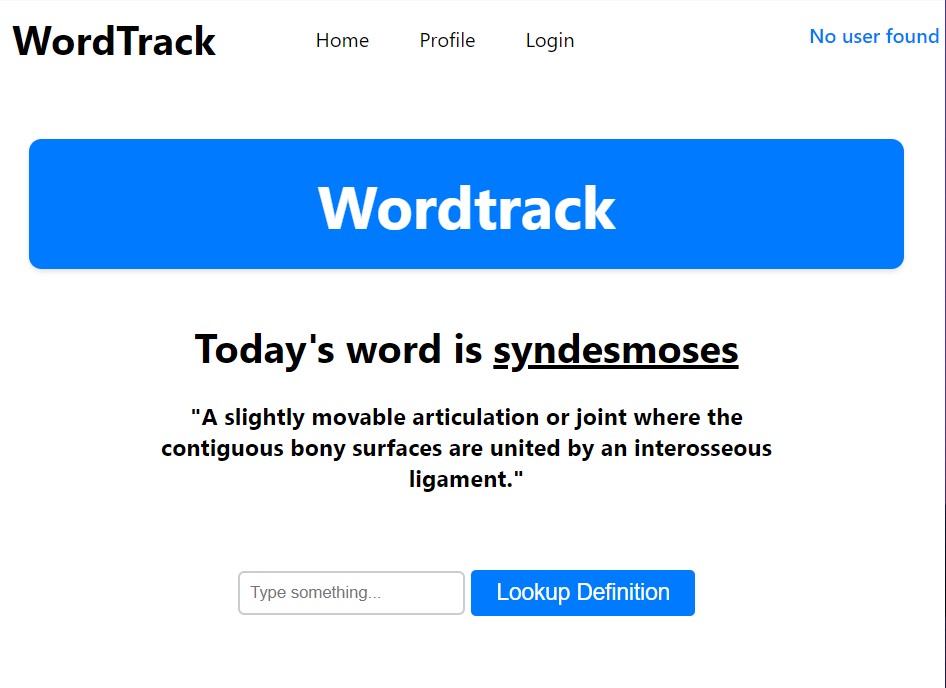 WordTrack Home Profile Login No user found
Wordtrack
Today's word is syndesmoses
"A slightly movable articulation or joint where the
contiguous bony surfaces are united by an interosseous
ligament."
Type something... Lookup Definition